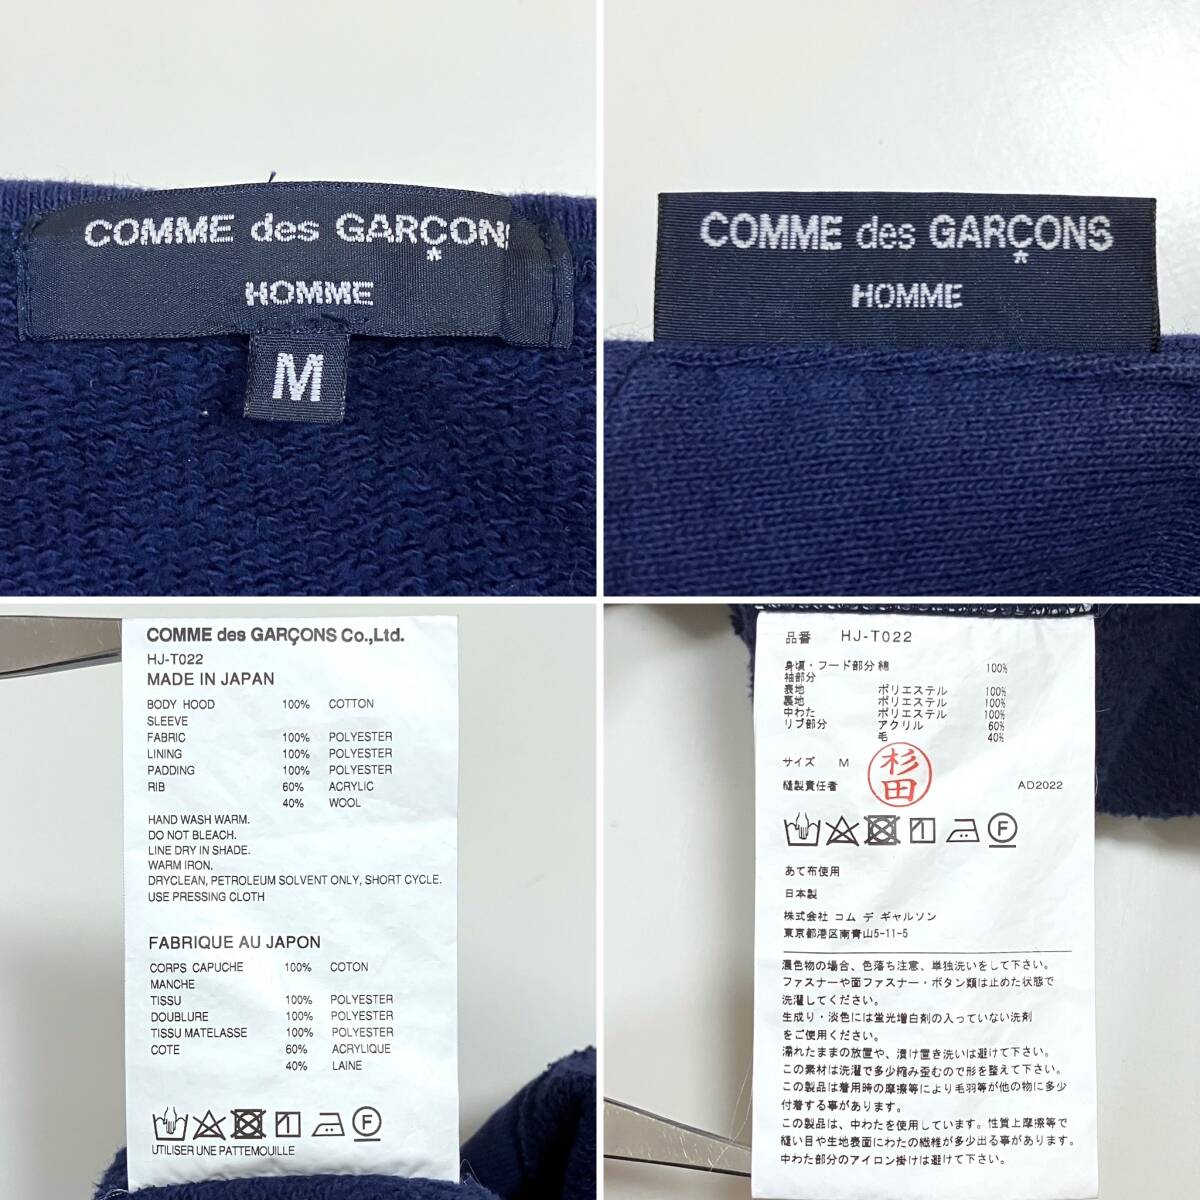 COMME des GARÇONS
HOMME
M
COMME des GARÇONS
HOMME
COMME des GARÇONS Co.,Ltd.
HJ-T022
MADE IN JAPAN
BODY HOOD 100% COTTON
SLEEVE
FABRIC 100% POLYESTER
LINING 100% POLYESTER
PADDING 100% POLYESTER
RIB 60% ACRYLIC
40% WOOL
HAND WASH WARM.
DO NOT BLEACH.
LINE DRY IN SHADE.
WARM IRON.
DRYCLEAN, PETROLEUM SOLVENT ONLY, SHORT CYCLE.
USE PRESSING CLOTH
FABRIQUE AU JAPON
CORPS CAPUCHE 100% COTON
MANCHE
TISSU 100% POLYESTER
DOUBLURE 100% POLYESTER
TISSU MATELASSE 100% POLYESTER
COTE 60% ACRYLIQUE
40% LAINE
F
UTILISER UNE PATTEMOUILLE
品番 HJ-T022
身頃・フード部分 綿 100%
袖部分
表地 ポリエステル 100%
裏地 ポリエステル 100%
中わた ポリエステル 100%
リブ部分 アクリル 60%
毛 40%
サイズ M
杉田
縫製責任者 AD2022
F
あて布使用
日本製
株式会社 コム デ ギャルソン
東京都港区南青山5-11-5
濃色物の場合、色落ち注意、単独洗いをして下さい。
ファスナーや面ファスナー・ボタン類は止めた状態で
洗濯してください。
生成り・淡色には蛍光増白剤の入っていない洗剤
をご使用ください。
濡れたままの放置や、漬け置き洗いは避けて下さい。
この素材は洗濯で多少縮み歪むので形を整えて下さい。
この製品は着用時の摩擦等により毛羽等が他の物に多少
付着する事があります。
この製品は、中わたを使用しています。性質上摩擦等で
縫い目や生地表面にわたの繊維が多少出る事があります。
中わた部分のアイロン掛けは避けて下さい。